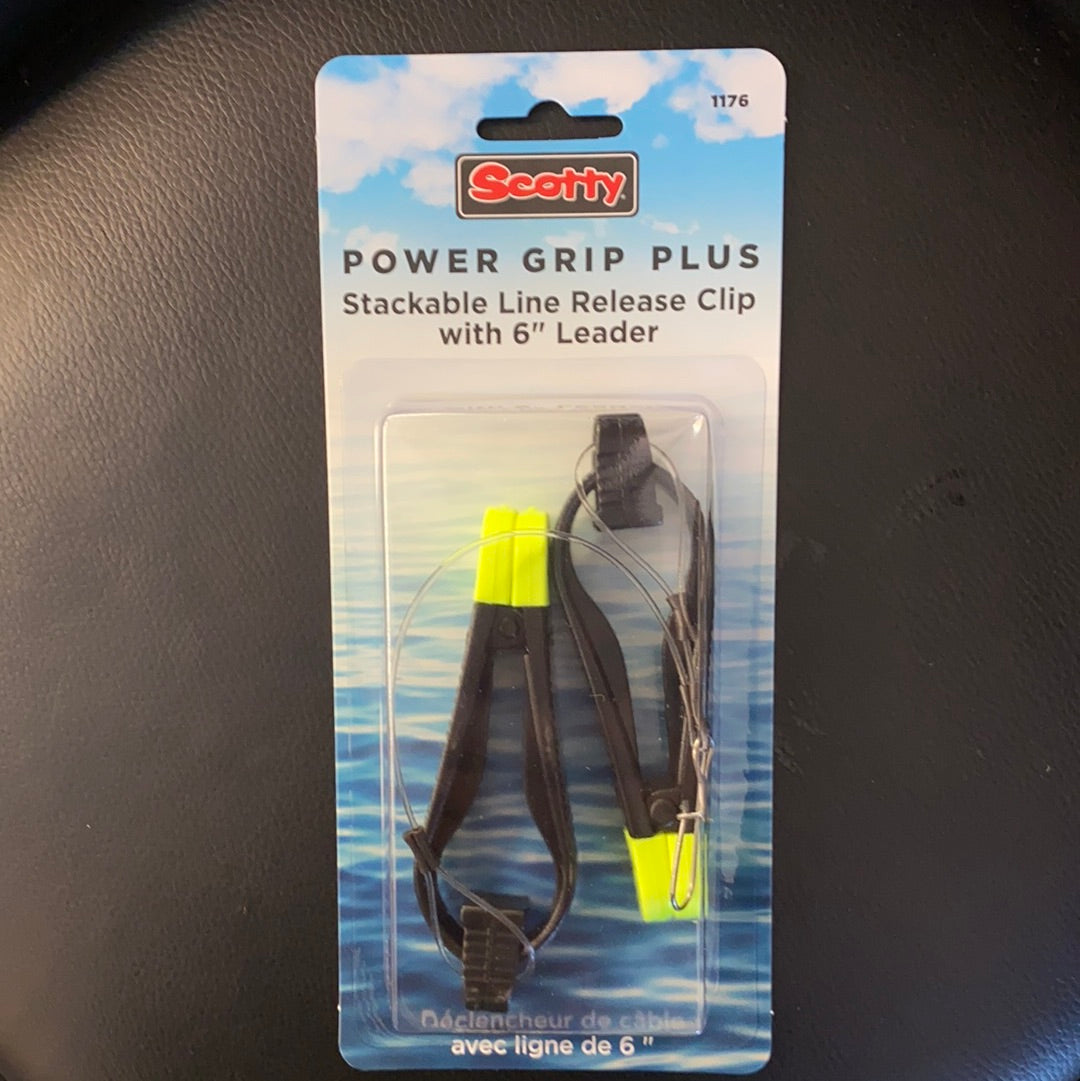 1176
Scotty
POWER GRIP PLUS
Stackable Line Release Clip
with 6" Leader
Déclencheur de câble
avec ligne de 6 "